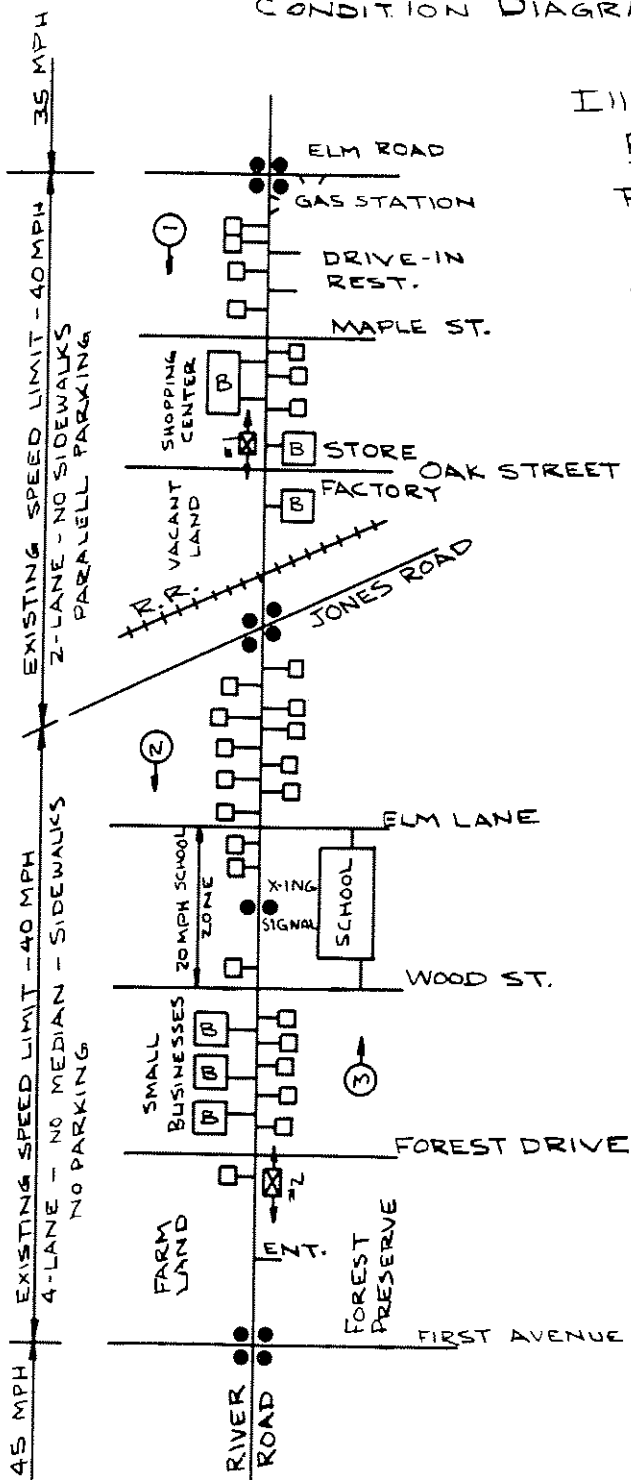 CONDITION DIAGRA
Ill
35 MPH
EXISTING SPEED LIMIT - 40 MPH
2-LANE - NO SIDEWALKS
PARALELL PARKING
ELM ROAD
GAS STATION
1
DRIVE-IN
REST.
MAPLE ST.
SHOPPING
CENTER
B
#1
B STORE
OAK STREET
FACTORY
B
VACANT
LAND
R.R.
JONES ROAD
EXISTING SPEED LIMIT - 40 MPH
4-LANE - NO MEDIAN - SIDEWALKS
NO PARKING
2
ELM LANE
20 MPH SCHOOL
ZONE
X-ING
SIGNAL
SCHOOL
WOOD ST.
SMALL
BUSINESSES
B
B
B
3
FOREST DRIVE
#2
FARM
LAND
ENT.
FOREST
PRESERVE
FIRST AVENUE
45 MPH
RIVER
ROAD